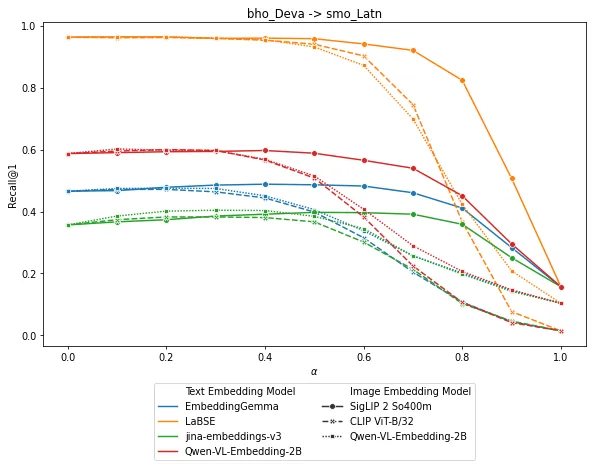 bho_Deva -> smo_Latn
Recall@1
1.0
0.8
0.6
0.4
0.2
0.0
0.0 0.2 0.4 0.6 0.8 1.0
α
Text Embedding Model
EmbeddingGemma
LaBSE
jina-embeddings-v3
Qwen-VL-Embedding-2B
Image Embedding Model
SigLIP 2 So400m
CLIP ViT-B/32
Qwen-VL-Embedding-2B